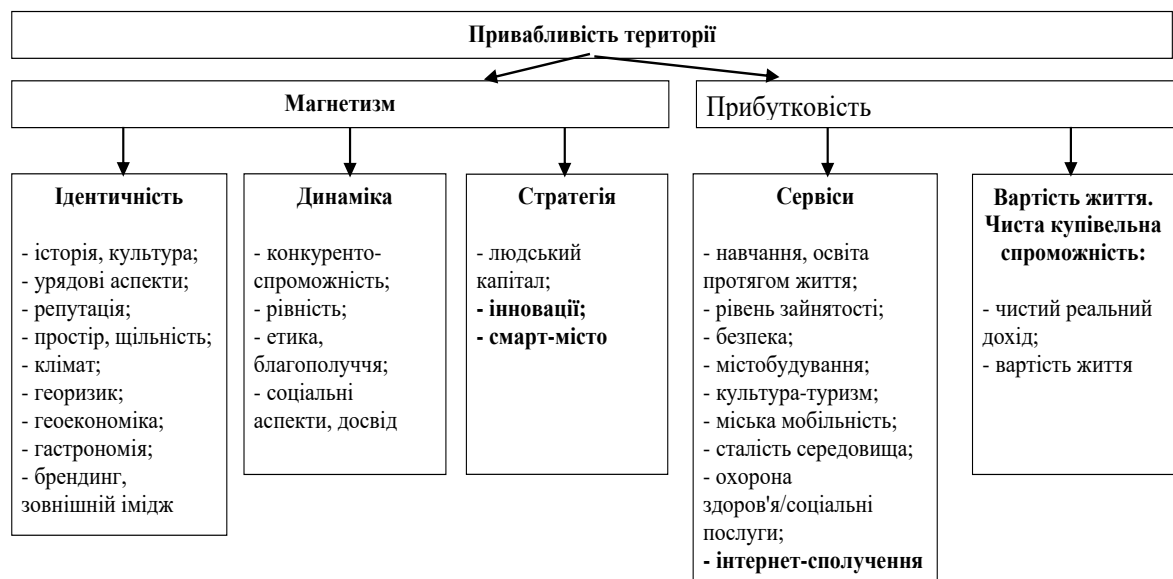 Привабливість території
Магнетизм
Прибутковість
Ідентичність
- історія, культура;
- урядові аспекти;
- репутація;
- простір, щільність;
- клімат;
- георизик;
- геоекономіка;
- гастрономія;
- брендинг,
зовнішній імідж
Динаміка
- конкуренто-
спроможність;
- рівність;
- етика,
благополуччя;
- соціальні
аспекти, досвід
Стратегія
- людський
капітал;
- інновації;
- смарт-місто
Сервіси
- навчання, освіта
протягом життя;
- рівень зайнятості;
- безпека;
- містобудування;
- культура-туризм;
- міська мобільність;
- сталість середовища;
- охорона
здоров'я/соціальні
послуги;
- інтернет-сполучення
Вартість життя.
Чиста купівельна
спроможність:
- чистий реальний
дохід;
- вартість життя